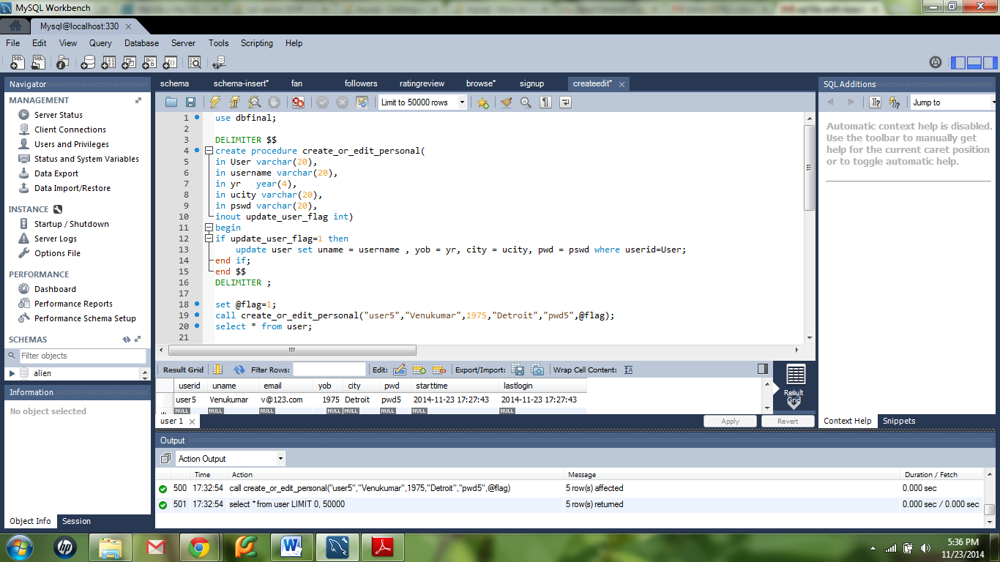 MySQL Workbench
Mysql@localhost:330
File Edit View Query Database Server Tools Scripting Help
Navigator
MANAGEMENT
Server Status
Client Connections
Users and Privileges
Status and System Variables
Data Export
Data Import/Restore
INSTANCE
Startup / Shutdown
Server Logs
Options File
PERFORMANCE
Dashboard
Performance Reports
Performance Schema Setup
SCHEMAS
Filter objects
alien
Information
No object selected
Object Info Session
schema schema-insert* fan followers ratingreview browse* signup createedit*
Limit to 50000 rows
1 use dbfinal;
2
3 DELIMITER $$
4 create procedure create_or_edit_personal(
5 in User varchar(20),
6 in username varchar(20),
7 in yr year(4),
8 in ucity varchar(20),
9 in pswd varchar(20),
10 inout update_user_flag int)
11 begin
12 if update_user_flag=1 then
13 update user set uname = username , yob = yr, city = ucity, pwd = pswd where userid=User;
14 end if;
15 end $$
16 DELIMITER ;
17
18 set @flag=1;
19 call create_or_edit_personal("user5","Venukumar",1975,"Detroit","pwd5",@flag);
20 select * from user;
21
Result Grid Filter Rows: Edit: Export/Import: Wrap Cell Content:
userid uname email yob city pwd starttime lastlogin
user5 Venukumar v@123.com 1975 Detroit pwd5 2014-11-23 17:27:43 2014-11-23 17:27:43
NULL NULL NULL NULL NULL NULL NULL NULL
Result Grid
user 1
Apply Revert
SQL Additions
Jump to
Automatic context help is disabled.
Use the toolbar to manually get
help for the current caret position
or to toggle automatic help.
Context Help Snippets
Output
Action Output
Time Action Message Duration / Fetch
500 17:32:54 call create_or_edit_personal("user5","Venukumar",1975,"Detroit","pwd5",@flag) 5 row(s) affected 0.000 sec
501 17:32:54 select * from user LIMIT 0, 50000 5 row(s) returned 0.000 sec / 0.000 sec
5:36 PM
11/23/2014